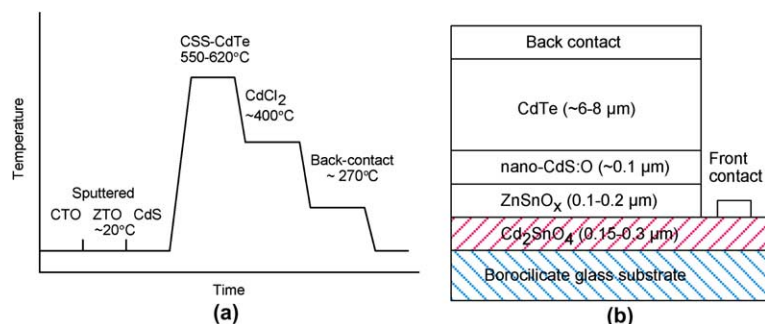 CSS-CdTe
550-620°C
CdCl2
~400°C
Back-contact
~ 270°C
Sputtered
CTO ZTO CdS
~20°C
Temperature
Time
(a)
Back contact
CdTe (~6-8 μm)
nano-CdS:O (~0.1 μm)
Front
contact
ZnSnOx (0.1-0.2 μm)
Cd2SnO4 (0.15-0.3 μm)
Borocilicate glass substrate
(b)